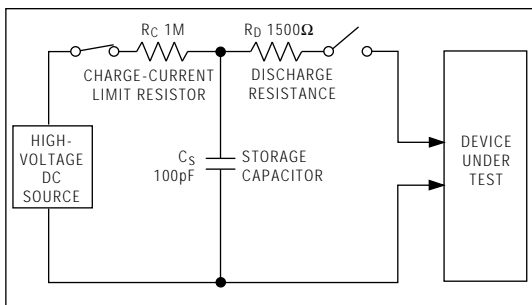 RC 1M
CHARGE-CURRENT
LIMIT RESISTOR
RD 1500Ω
DISCHARGE
RESISTANCE
HIGH-
VOLTAGE
DC
SOURCE
CS
100pF
STORAGE
CAPACITOR
DEVICE
UNDER
TEST